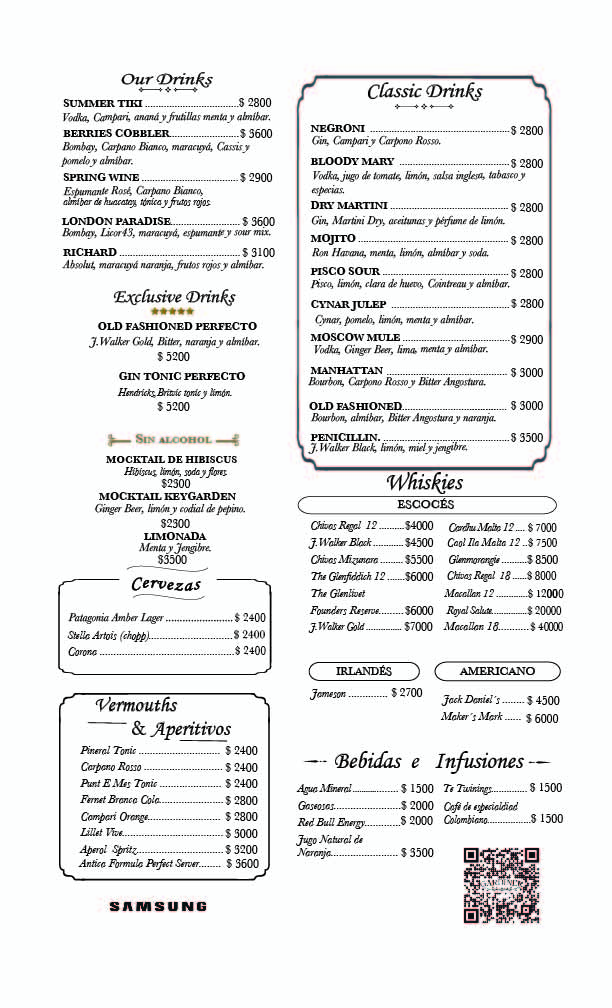 Our Drinks
SUMMER TIKI ..............................$ 2800
Vodka, Campari, ananá y frutillas menta y almíbar.
BERRIES COBBLER......................$ 3600
Bombay, Carpano Bianco, maracuyá, Cassis y
pomelo y almíbar.
SPRING WINE ...............................$ 2900
Espumante Rosé, Carpano Bianco,
almíbar de huacatay, tónica y frutos rojos.
LONDON PARADISE......................$ 3600
Bombay, Licor43, maracuyá, espumante y sour mix.
RICHARD .......................................$ 3100
Absolut, maracuyá naranja, frutos rojos y almíbar.
Exclusive Drinks
OLD FASHIONED PERFECTO
J.Walker Gold, Bitter, naranja y almíbar.
$ 5200
GIN TONIC PERFECTO
Hendricks, Britvic tonic y limón.
$ 5200
SIN ALCOHOL
MOCKTAIL DE HIBISCUS
Hibiscus, limón, soda y flores.
$2300
MOCKTAIL KEYGARDEN
Ginger Beer, limón y codial de pepino.
$2300
LIMONADA
Menta y Jengibre.
$3500
Cervezas
Patagonia Amber Lager ......................$ 2400
Stella Artois (chopp)...........................$ 2400
Corona ............................................$ 2400
Vermouths
& Aperitivos
Pineral Tonic ............................ $ 2400
Carpano Rosso ........................... $ 2400
Punt E Mes Tonic ..................... $ 2400
Fernet Branca Cola......................$ 2800
Campari Orange......................... $ 2800
Lillet Vive..................................$ 3000
Aperol Spritz..............................$ 3200
Antica Formula Perfect Server....... $ 3600
SAMSUNG
Classic Drinks
NEGRONI ..............................................$ 2800
Gin, Campari y Carpono Rosso.
BLOODY MARY ....................................$ 2800
Vodka, jugo de tomate, limón, salsa inglesa, tabasco y
especias.
DRY MARTINI ......................................$ 2800
Gin, Martini Dry, aceitunas y pérfume de limón.
MOJITO .................................................$ 2800
Ron Havana, menta, limón, almíbar y soda.
PISCO SOUR .........................................$ 2800
Pisco, limón, clara de huevo, Cointreau y almíbar.
CYNAR JULEP ......................................$ 2800
Cynar, pomelo, limón, menta y almíbar.
MOSCOW MULE ...................................$ 2900
Vodka, Ginger Beer, lima, menta y almíbar.
MANHATTAN .......................................$ 3000
Bourbon, Carpono Rosso y Bitter Angostura.
OLD FASHIONED..................................$ 3000
Bourbon, almíbar, Bitter Angostura y naranja.
PENICILLIN. .........................................$ 3500
J.Walker Black, limón, miel y jengibre.
Whiskies
ESCOCÉS
Chivas Regal 12 ..........$4000
J.Walker Black ............$4500
Chivas Mizunara .........$5500
The Glenfiddich 12 .......$6000
The Glenlivet
Founders Reserve..........$6000
J.Walker Gold ..............$7000
Cardhu Malta 12 .... $ 7000
Caol Ila Malta 12 ..$ 7500
Glenmorangie .........$ 8500
Chivas Regal 18 .....$ 8000
Macallan 12 ............$ 12000
Royal Salute.............$ 20000
Macallan 18...........$ 40000
IRLANDÉS
Jameson ............... $ 2700
AMERICANO
Jack Daniel´s ........ $ 4500
Maker´s Mark ...... $ 6000
Bebidas e Infusiones
Agua Mineral................. $ 1500
Gaseosas.......................$ 2000
Red Bull Energy.............$ 2000
Jugo Natural de
Naranja....................... $ 3500
Te Twinings.............$ 1500
Café de especialdiad
Colombiano...............$ 1500